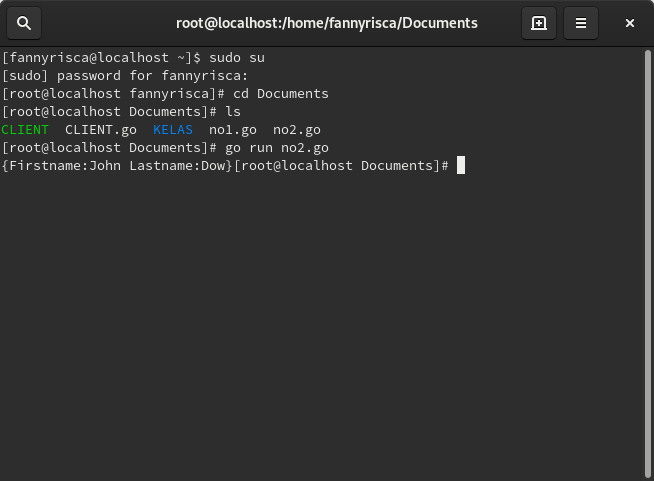 root@localhost:/home/fannyrisca/Documents
[fannyrisca@localhost ~]$ sudo su
[sudo] password for fannyrisca:
[root@localhost fannyrisca]# cd Documents
[root@localhost Documents]# ls
CLIENT  CLIENT.go  KELAS  no1.go  no2.go
[root@localhost Documents]# go run no2.go
{Firstname:John Lastname:Dow}[root@localhost Documents]#